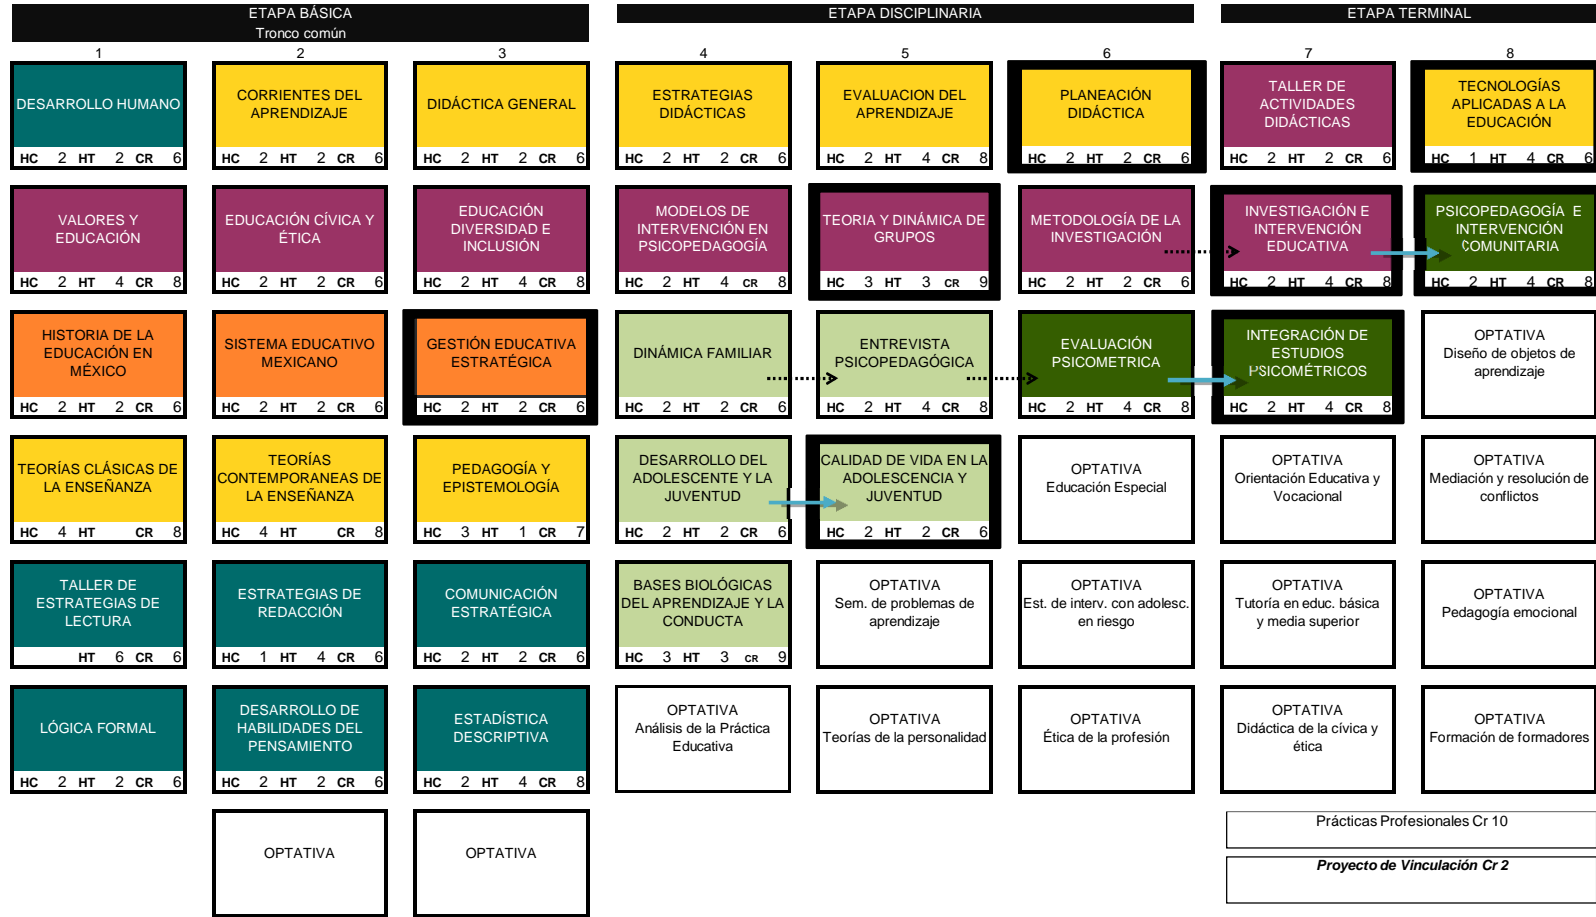 ETAPA BÁSICA
Tronco común
ETAPA DISCIPLINARIA
ETAPA TERMINAL
1
2
3
4
5
6
7
8
DESARROLLO HUMANO
HC 2 HT 2 CR 6
CORRIENTES DEL
APRENDIZAJE
HC 2 HT 2 CR 6
DIDÁCTICA GENERAL
HC 2 HT 2 CR 6
ESTRATEGIAS
DIDÁCTICAS
HC 2 HT 2 CR 6
EVALUACION DEL
APRENDIZAJE
HC 2 HT 4 CR 8
PLANEACIÓN
DIDÁCTICA
HC 2 HT 2 CR 6
TALLER DE
ACTIVIDADES
DIDÁCTICAS
HC 2 HT 2 CR 6
TECNOLOGÍAS
APLICADAS A LA
EDUCACIÓN
HC 1 HT 4 CR 6
VALORES Y
EDUCACIÓN
HC 2 HT 4 CR 8
EDUCACIÓN CÍVICA Y
ÉTICA
HC 2 HT 2 CR 6
EDUCACIÓN
DIVERSIDAD E
INCLUSIÓN
HC 2 HT 4 CR 8
MODELOS DE
INTERVENCIÓN EN
PSICOPEDAGOGÍA
HC 2 HT 4 CR 8
TEORIA Y DINÁMICA DE
GRUPOS
HC 3 HT 3 CR 9
METODOLOGÍA DE LA
INVESTIGACIÓN
HC 2 HT 2 CR 6
INVESTIGACIÓN E
INTERVENCIÓN
EDUCATIVA
HC 2 HT 4 CR 8
PSICOPEDAGOGÍA E
INTERVENCIÓN
COMUNITARIA
HC 2 HT 4 CR 8
HISTORIA DE LA
EDUCACIÓN EN
MÉXICO
HC 2 HT 2 CR 6
SISTEMA EDUCATIVO
MEXICANO
HC 2 HT 2 CR 6
GESTIÓN EDUCATIVA
ESTRATÉGICA
HC 2 HT 2 CR 6
DINÁMICA FAMILIAR
HC 2 HT 2 CR 6
ENTREVISTA
PSICOPEDAGÓGICA
HC 2 HT 4 CR 8
EVALUACIÓN
PSICOMETRICA
HC 2 HT 4 CR 8
INTEGRACIÓN DE
ESTUDIOS
PSICOMÉTRICOS
HC 2 HT 4 CR 8
OPTATIVA
Diseño de objetos de
aprendizaje
TEORÍAS CLÁSICAS DE
LA ENSEÑANZA
HC 4 HT CR 8
TEORÍAS
CONTEMPORANEAS DE
LA ENSEÑANZA
HC 4 HT CR 8
PEDAGOGÍA Y
EPISTEMOLOGÍA
HC 3 HT 1 CR 7
DESARROLLO DEL
ADOLESCENTE Y LA
JUVENTUD
HC 2 HT 2 CR 6
CALIDAD DE VIDA EN LA
ADOLESCENCIA Y
JUVENTUD
HC 2 HT 2 CR 6
OPTATIVA
Educación Especial
OPTATIVA
Orientación Educativa y
Vocacional
OPTATIVA
Mediación y resolución de
conflictos
TALLER DE
ESTRATEGIAS DE
LECTURA
HT 6 CR 6
ESTRATEGIAS DE
REDACCIÓN
HC 1 HT 4 CR 6
COMUNICACIÓN
ESTRATÉGICA
HC 2 HT 2 CR 6
BASES BIOLÓGICAS
DEL APRENDIZAJE Y LA
CONDUCTA
HC 3 HT 3 CR 9
OPTATIVA
Sem. de problemas de
aprendizaje
OPTATIVA
Est. de interv. con adolesc.
en riesgo
OPTATIVA
Tutoría en educ. básica
y media superior
OPTATIVA
Pedagogía emocional
LÓGICA FORMAL
HC 2 HT 2 CR 6
DESARROLLO DE
HABILIDADES DEL
PENSAMIENTO
HC 2 HT 2 CR 6
ESTADÍSTICA
DESCRIPTIVA
HC 2 HT 4 CR 8
OPTATIVA
Análisis de la Práctica
Educativa
OPTATIVA
Teorías de la personalidad
OPTATIVA
Ética de la profesión
OPTATIVA
Didáctica de la cívica y
ética
OPTATIVA
Formación de formadores
OPTATIVA
OPTATIVA
Prácticas Profesionales Cr 10
Proyecto de Vinculación Cr 2